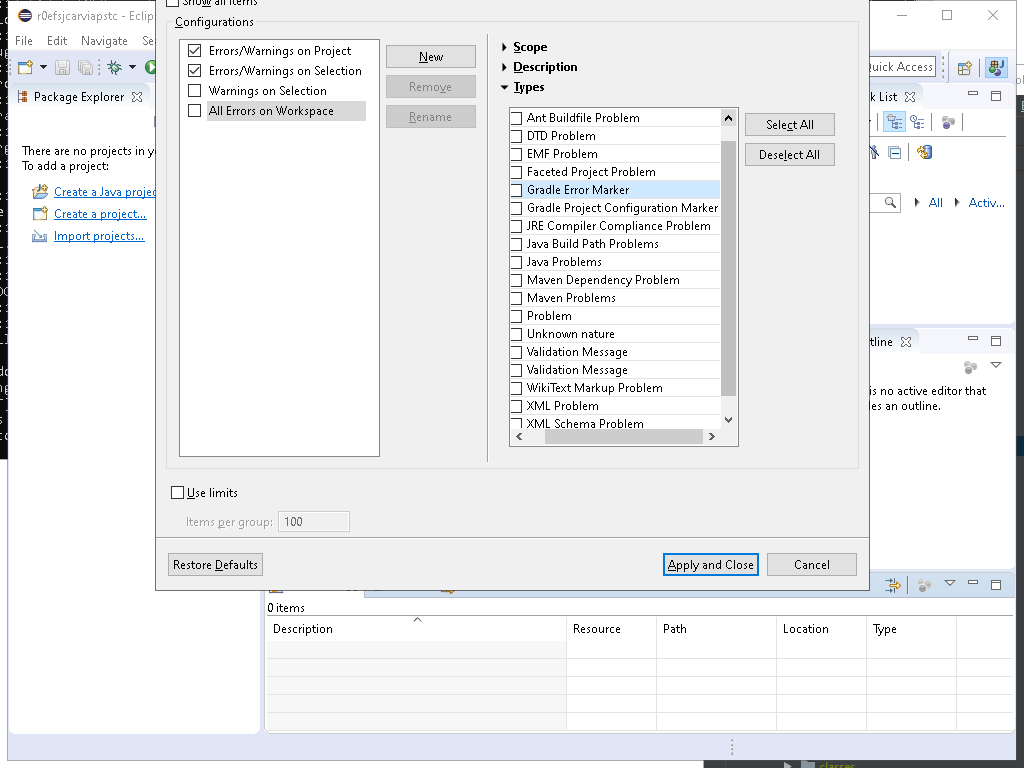 r0efsjcarviapstc - Eclip
Show all items
File Edit Navigate Se
Configurations
Errors/Warnings on Project
Errors/Warnings on Selection
Warnings on Selection
All Errors on Workspace
New
Remove
Rename
Scope
Description
Types
Ant Buildfile Problem
DTD Problem
EMF Problem
Faceted Project Problem
Gradle Error Marker
Gradle Project Configuration Marker
JRE Compiler Compliance Problem
Java Build Path Problems
Java Problems
Maven Dependency Problem
Maven Problems
Problem
Unknown nature
Validation Message
Validation Message
WikiText Markup Problem
XML Problem
XML Schema Problem
Select All
Deselect All
Quick Access
Package Explorer
There are no projects in y
To add a project:
Create a Java projec
Create a project...
Import projects...
k List
All Activ...
tline
is no active editor that
es an outline.
Use limits
Items per group: 100
Restore Defaults
Apply and Close
Cancel
0 items
Description Resource Path Location Type
classes